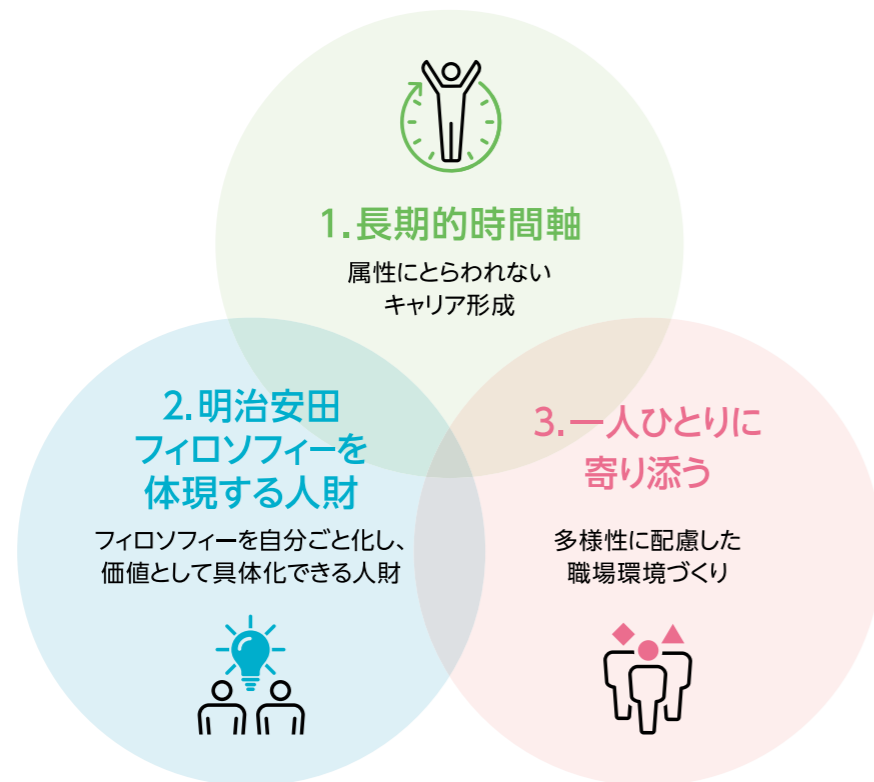 1.長期的時間軸
属性にとらわれない
キャリア形成
2.明治安田
フィロソフィーを
体現する人財
フィロソフィーを自分ごと化し、
価値として具体化できる人財
3.一人ひとりに
寄り添う
多様性に配慮した
職場環境づくり